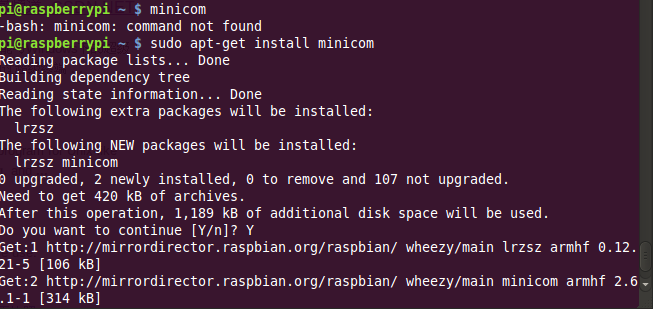 pi@raspberrypi ~ $ minicom
-bash: minicom: command not found
pi@raspberrypi ~ $ sudo apt-get install minicom
Reading package lists... Done
Building dependency tree
Reading state information... Done
The following extra packages will be installed:
  lrzsz
The following NEW packages will be installed:
  lrzsz minicom
0 upgraded, 2 newly installed, 0 to remove and 107 not upgraded.
Need to get 420 kB of archives.
After this operation, 1,189 kB of additional disk space will be used.
Do you want to continue [Y/n]? Y
Get:1 http://mirrordirector.raspbian.org/raspbian/ wheezy/main lrzsz armhf 0.12.
21-5 [106 kB]
Get:2 http://mirrordirector.raspbian.org/raspbian/ wheezy/main minicom armhf 2.6
.1-1 [314 kB]